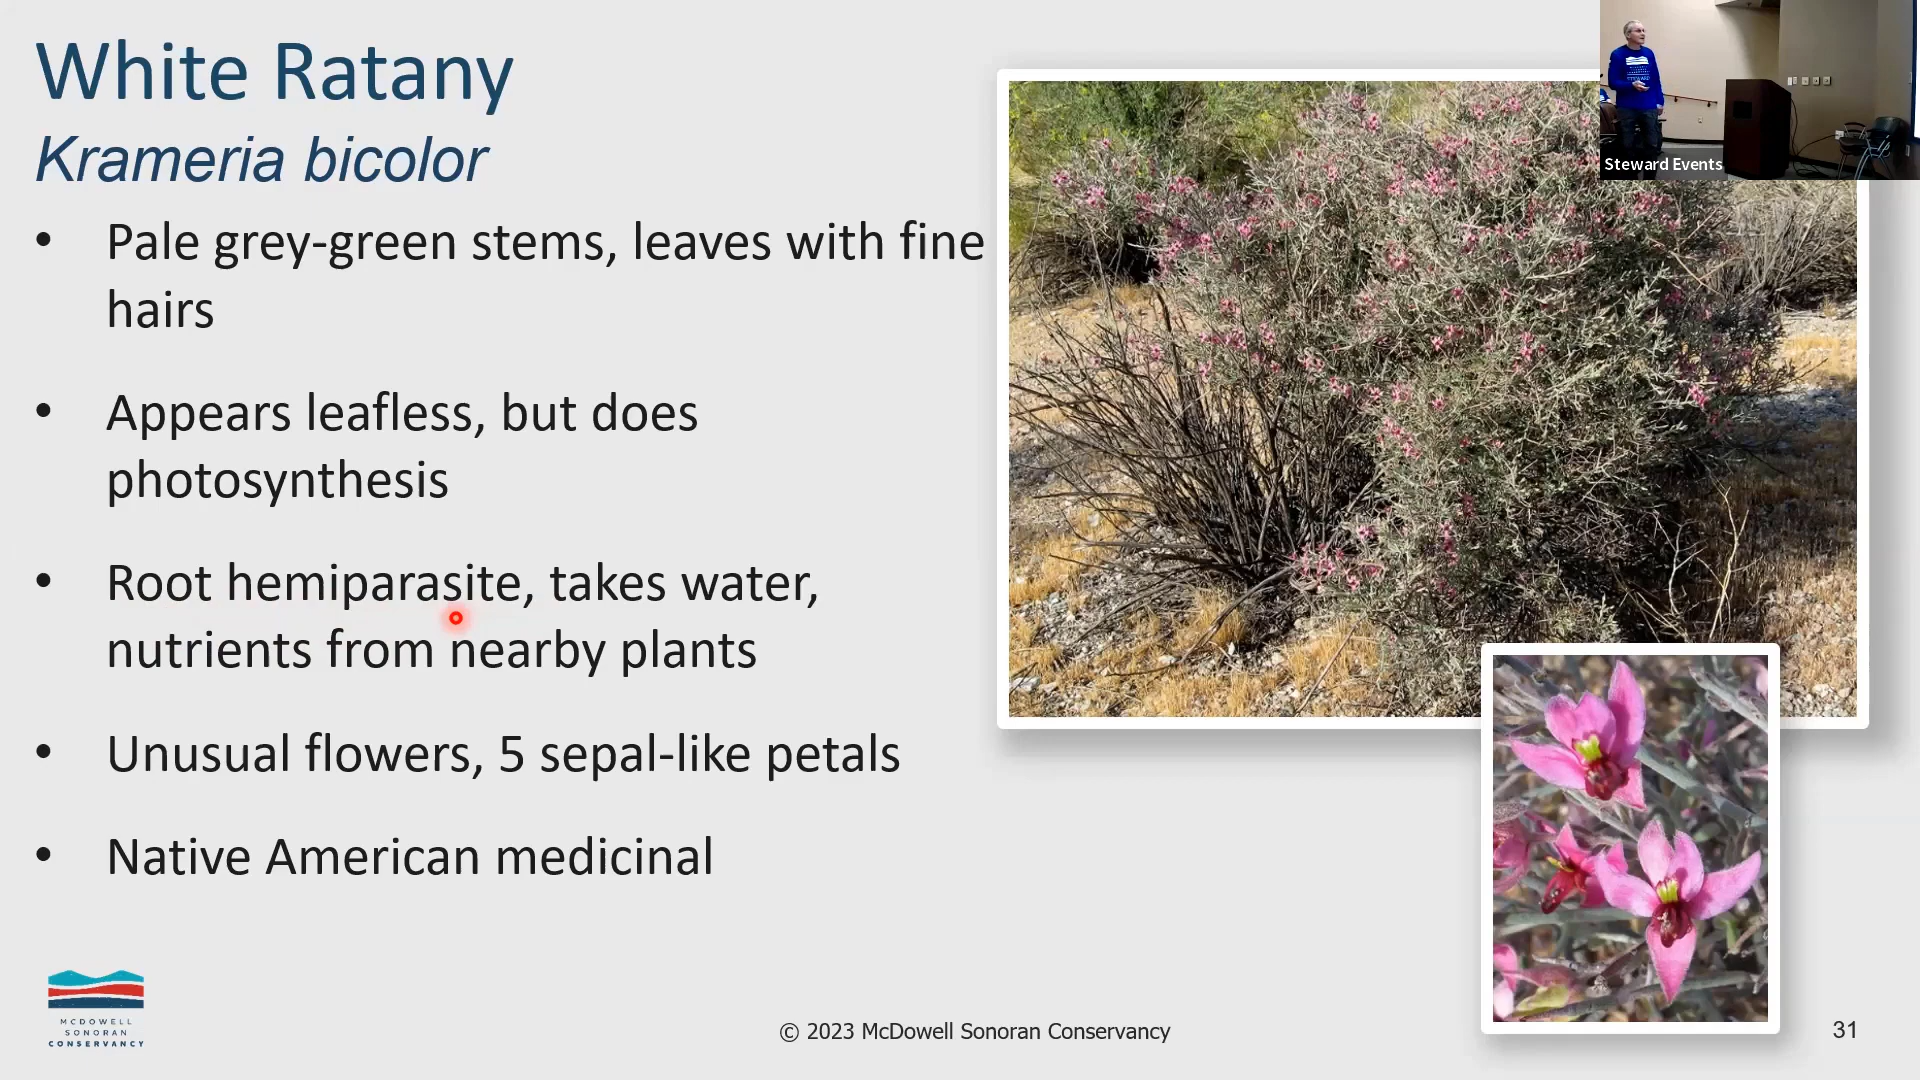 White Ratany
Krameria bicolor
• Pale grey-green stems, leaves with fine
hairs
• Appears leafless, but does
photosynthesis
• Root hemiparasite, takes water,
nutrients from nearby plants
• Unusual flowers, 5 sepal-like petals
• Native American medicinal
Steward Events
MCDOWELL
SONORAN
CONSERVANCY
© 2023 McDowell Sonoran Conservancy
31